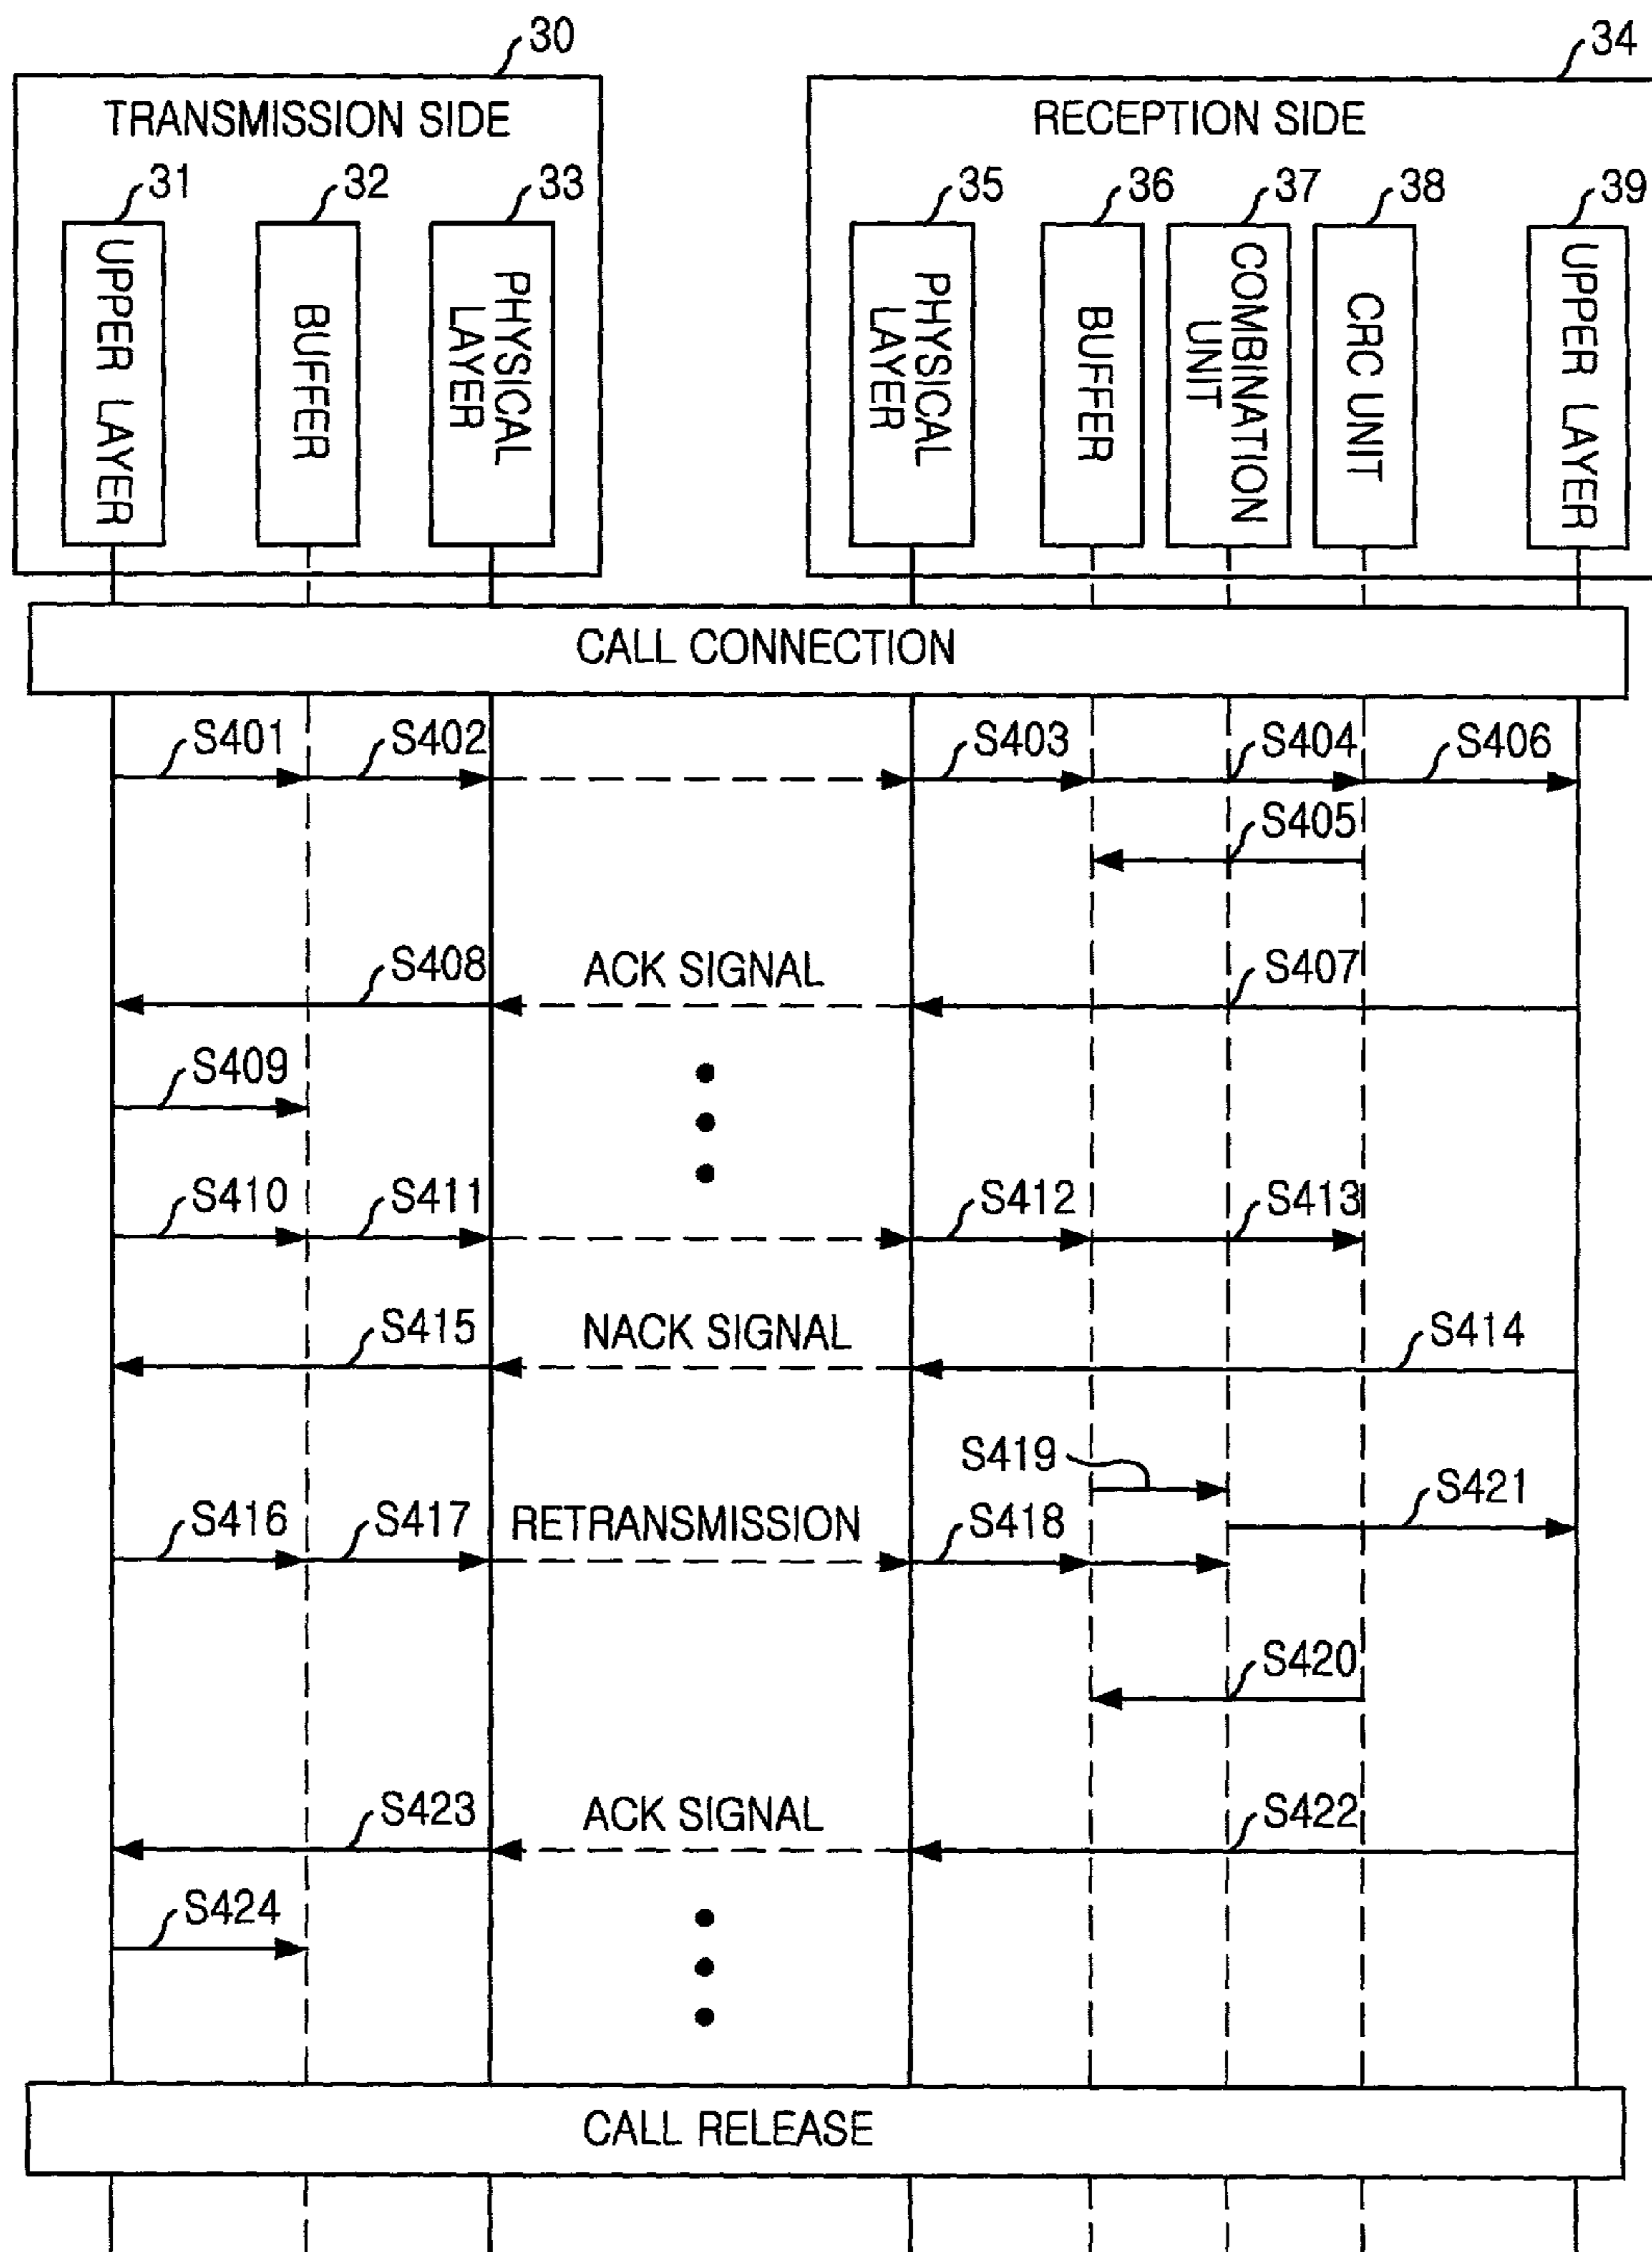 30
34
TRANSMISSION SIDE
RECEPTION SIDE
31
32
33
35
36
37
38
39
UPPER LAYER
BUFFER
PHYSICAL
LAYER
PHYSICAL
LAYER
BUFFER
COMBINATION
UNIT
CRC UNIT
UPPER LAYER
CALL CONNECTION
S401
S402
S403
S404
S406
S405
S408
ACK SIGNAL
S407
S409
S410
S411
S412
S413
S415
NACK SIGNAL
S414
S419
S421
S416
S417
RETRANSMISSION
S418
S420
S423
ACK SIGNAL
S422
S424
CALL RELEASE